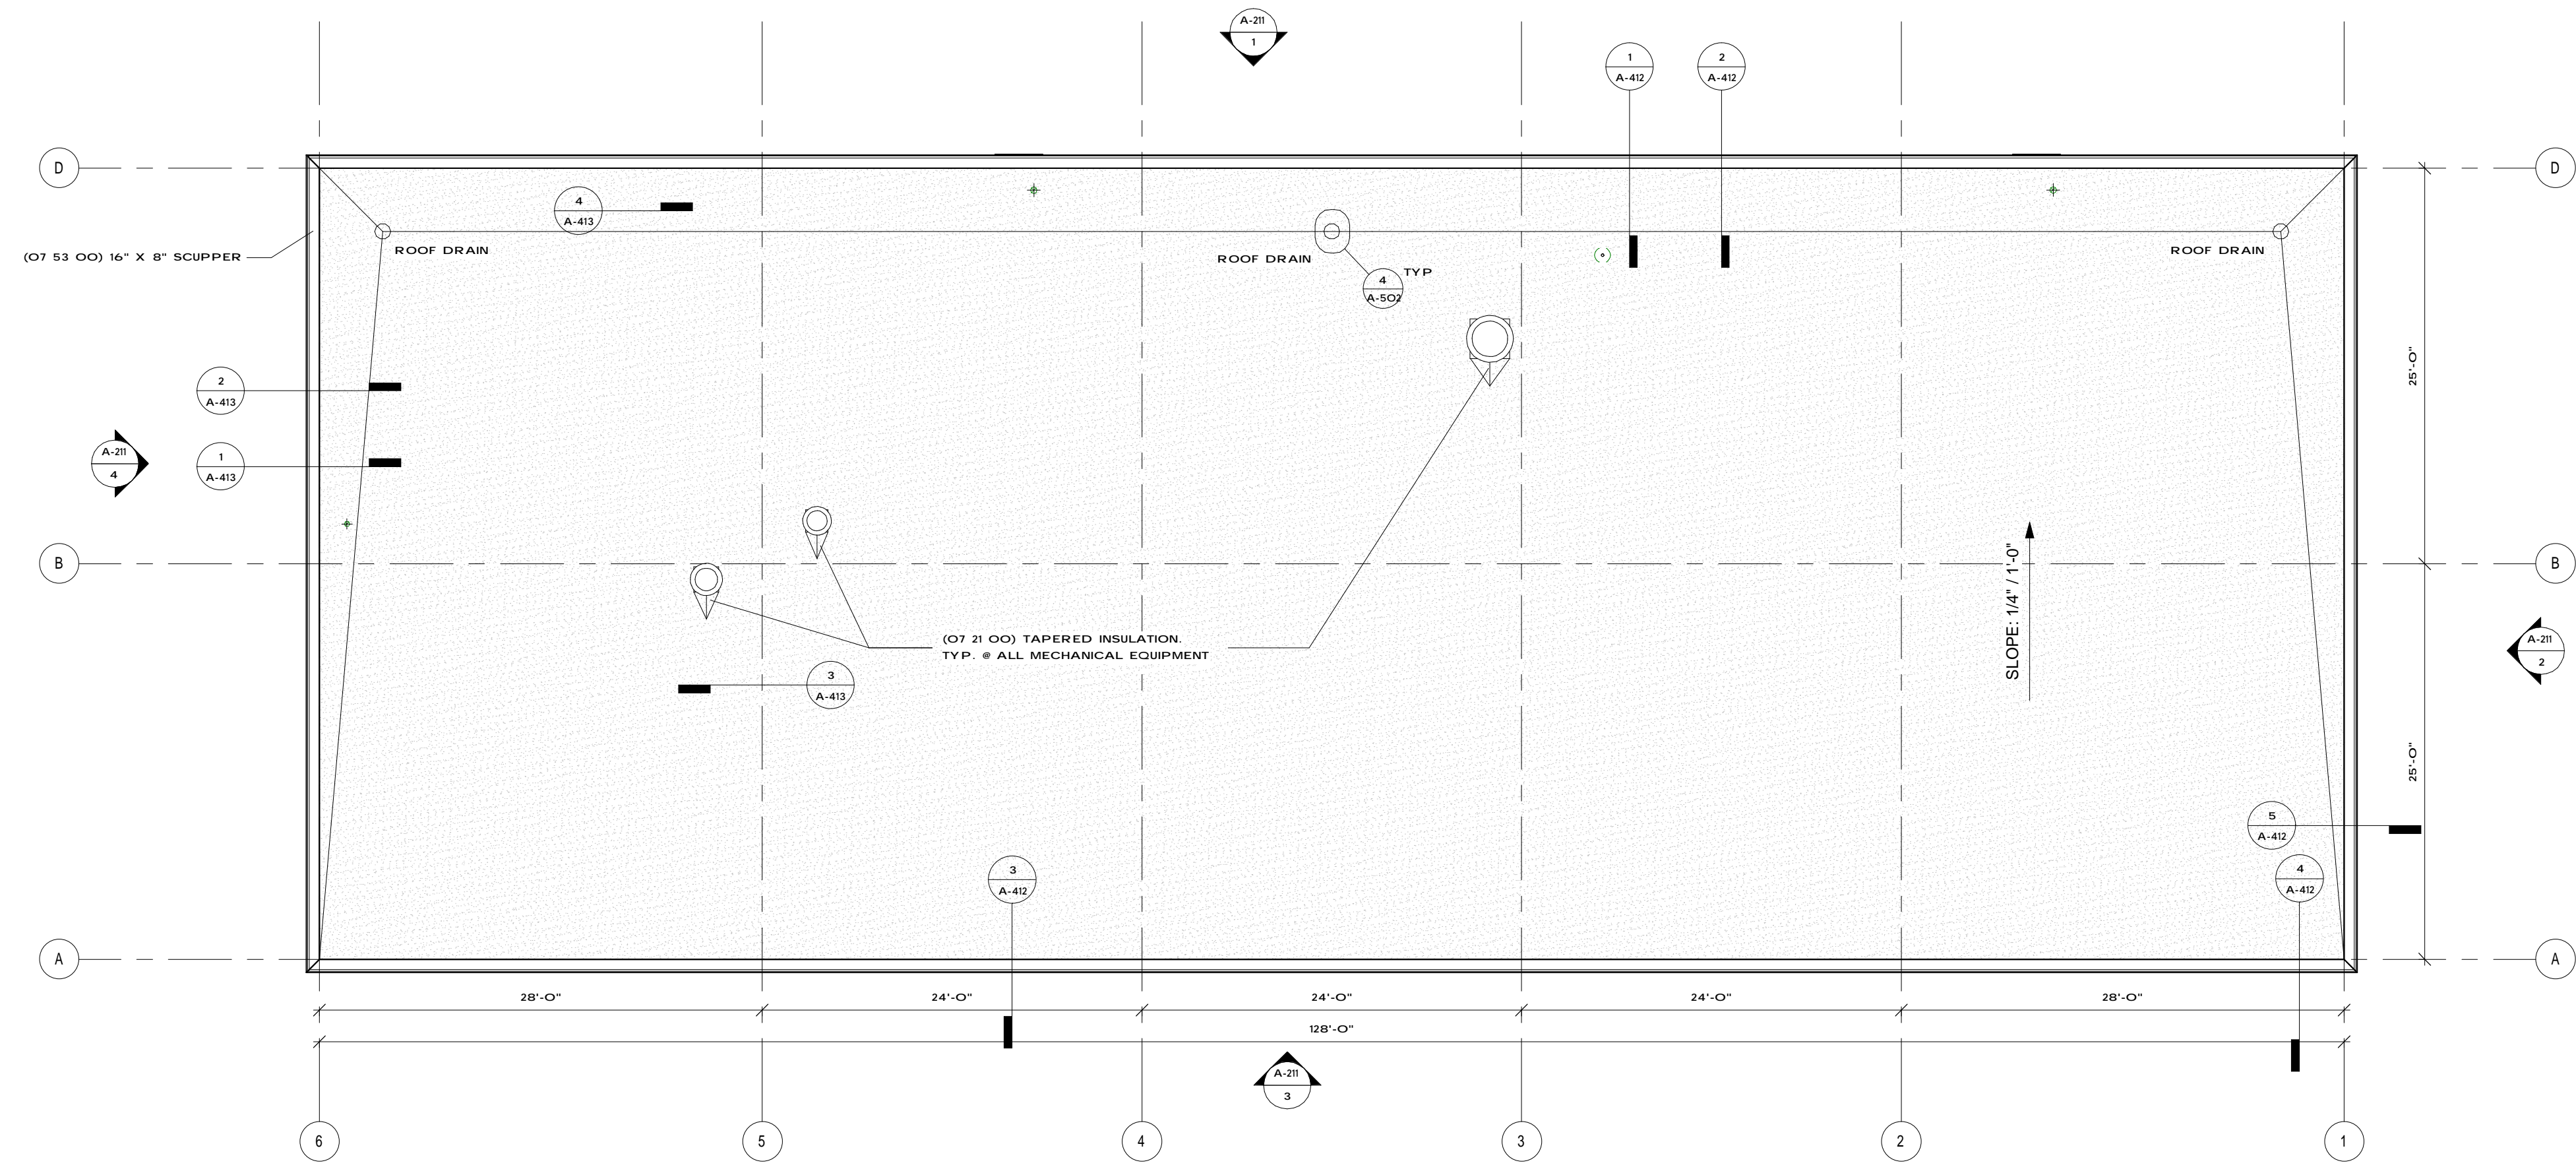 A-211
1
1
A-412
2
A-412
D
D
4
A-413
(07 53 00) 16" X 8" SCUPPER
ROOF DRAIN
ROOF DRAIN
TYP
4
A-502
ROOF DRAIN
2
A-413
25'-0"
A-211
4
1
A-413
B
B
(07 21 00) TAPERED INSULATION.
TYP. @ ALL MECHANICAL EQUIPMENT
SLOPE: 1/4" / 1'-0"
A-211
2
3
A-413
25'-0"
5
A-412
3
A-412
4
A-412
A
A
28'-0"
24'-0"
24'-0"
24'-0"
28'-0"
128'-0"
A-211
3
6
5
4
3
2
1